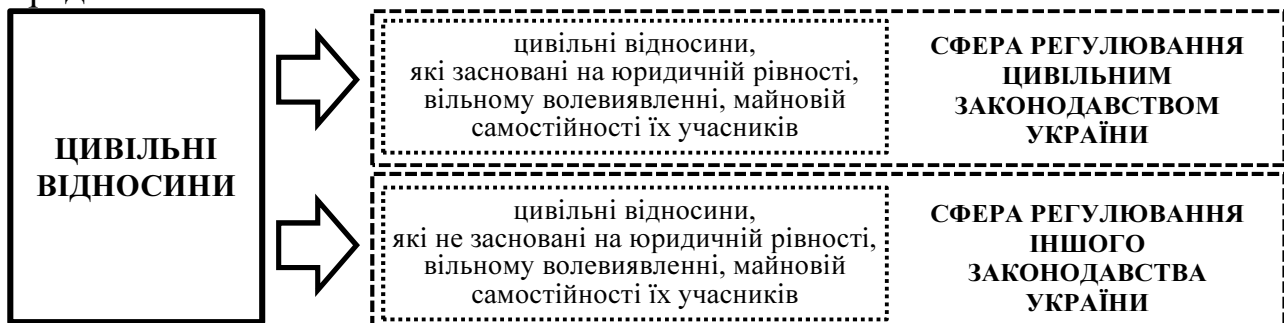 ЦИВІЛЬНІ
ВІДНОСИНИ
цивільні відносини,
які засновані на юридичній рівності,
вільному волевиявленні, майновій
самостійності їх учасників
СФЕРА РЕГУЛЮВАННЯ
ЦИВІЛЬНИМ
ЗАКОНОДАВСТВОМ
УКРАЇНИ
цивільні відносини,
які не засновані на юридичній рівності,
вільному волевиявленні, майновій
самостійності їх учасників
СФЕРА РЕГУЛЮВАННЯ
ІНШОГО
ЗАКОНОДАВСТВА
УКРАЇНИ